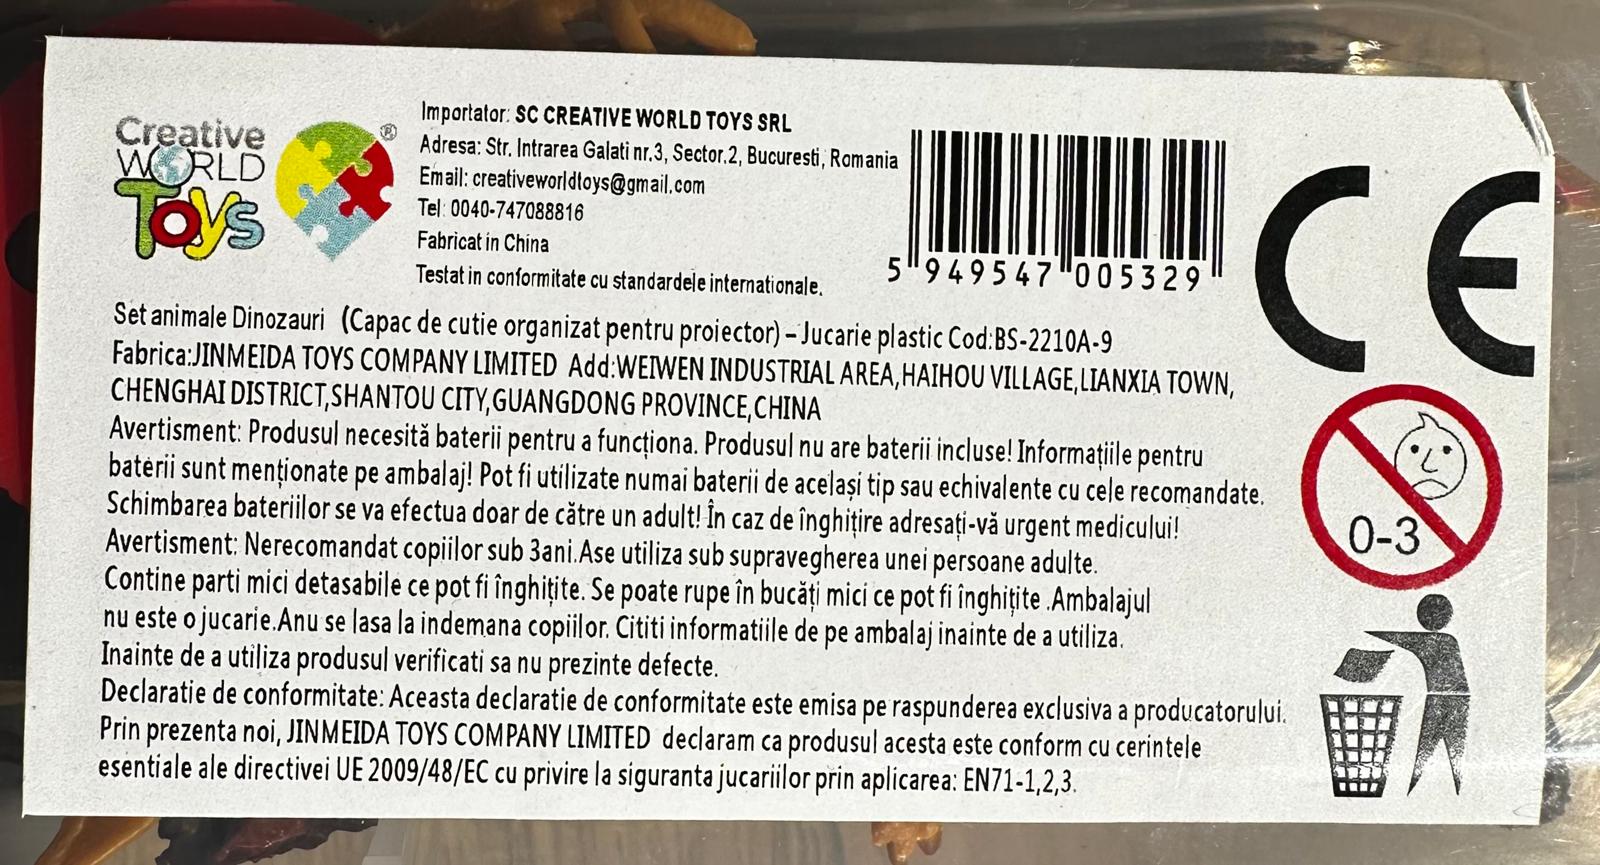 Creative
WORLD
Toys
®
Importator: SC CREATIVE WORLD TOYS SRL
Adresa: Str. Intrarea Galati nr.3, Sector.2, Bucuresti, Romania
Email: creativeworldtoys@gmail.com
Tel: 0040-747088816
Fabricat in China
Testat in conformitate cu standardele internationale.
5 949547 005329
CE
Set animale Dinozauri (Capac de cutie organizat pentru proiector) – Jucarie plastic Cod:BS-2210A-9
Fabrica:JINMEIDA TOYS COMPANY LIMITED Add:WEIWEN INDUSTRIAL AREA,HAIHOU VILLAGE,LIANXIA TOWN,
CHENGHAI DISTRICT,SHANTOU CITY,GUANGDONG PROVINCE,CHINA
Avertisment: Produsul necesită baterii pentru a funcționa. Produsul nu are baterii incluse! Informațiile pentru
baterii sunt menționate pe ambalaj! Pot fi utilizate numai baterii de același tip sau echivalente cu cele recomandate.
Schimbarea bateriilor se va efectua doar de către un adult! În caz de înghițire adresați-vă urgent medicului!
Avertisment: Nerecomandat copiilor sub 3ani.Ase utiliza sub supravegherea unei persoane adulte.
Contine parti mici detasabile ce pot fi înghițite. Se poate rupe în bucăți mici ce pot fi înghițite .Ambalajul
nu este o jucarie.Anu se lasa la indemana copiilor. Cititi informatiile de pe ambalaj inainte de a utiliza.
Inainte de a utiliza produsul verificati sa nu prezinte defecte.
Declaratie de conformitate: Aceasta declaratie de conformitate este emisa pe raspunderea exclusiva a producatorului.
Prin prezenta noi, JINMEIDA TOYS COMPANY LIMITED declaram ca produsul acesta este conform cu cerintele
esentiale ale directivei UE 2009/48/EC cu privire la siguranta jucariilor prin aplicarea: EN71-1,2,3.
0-3